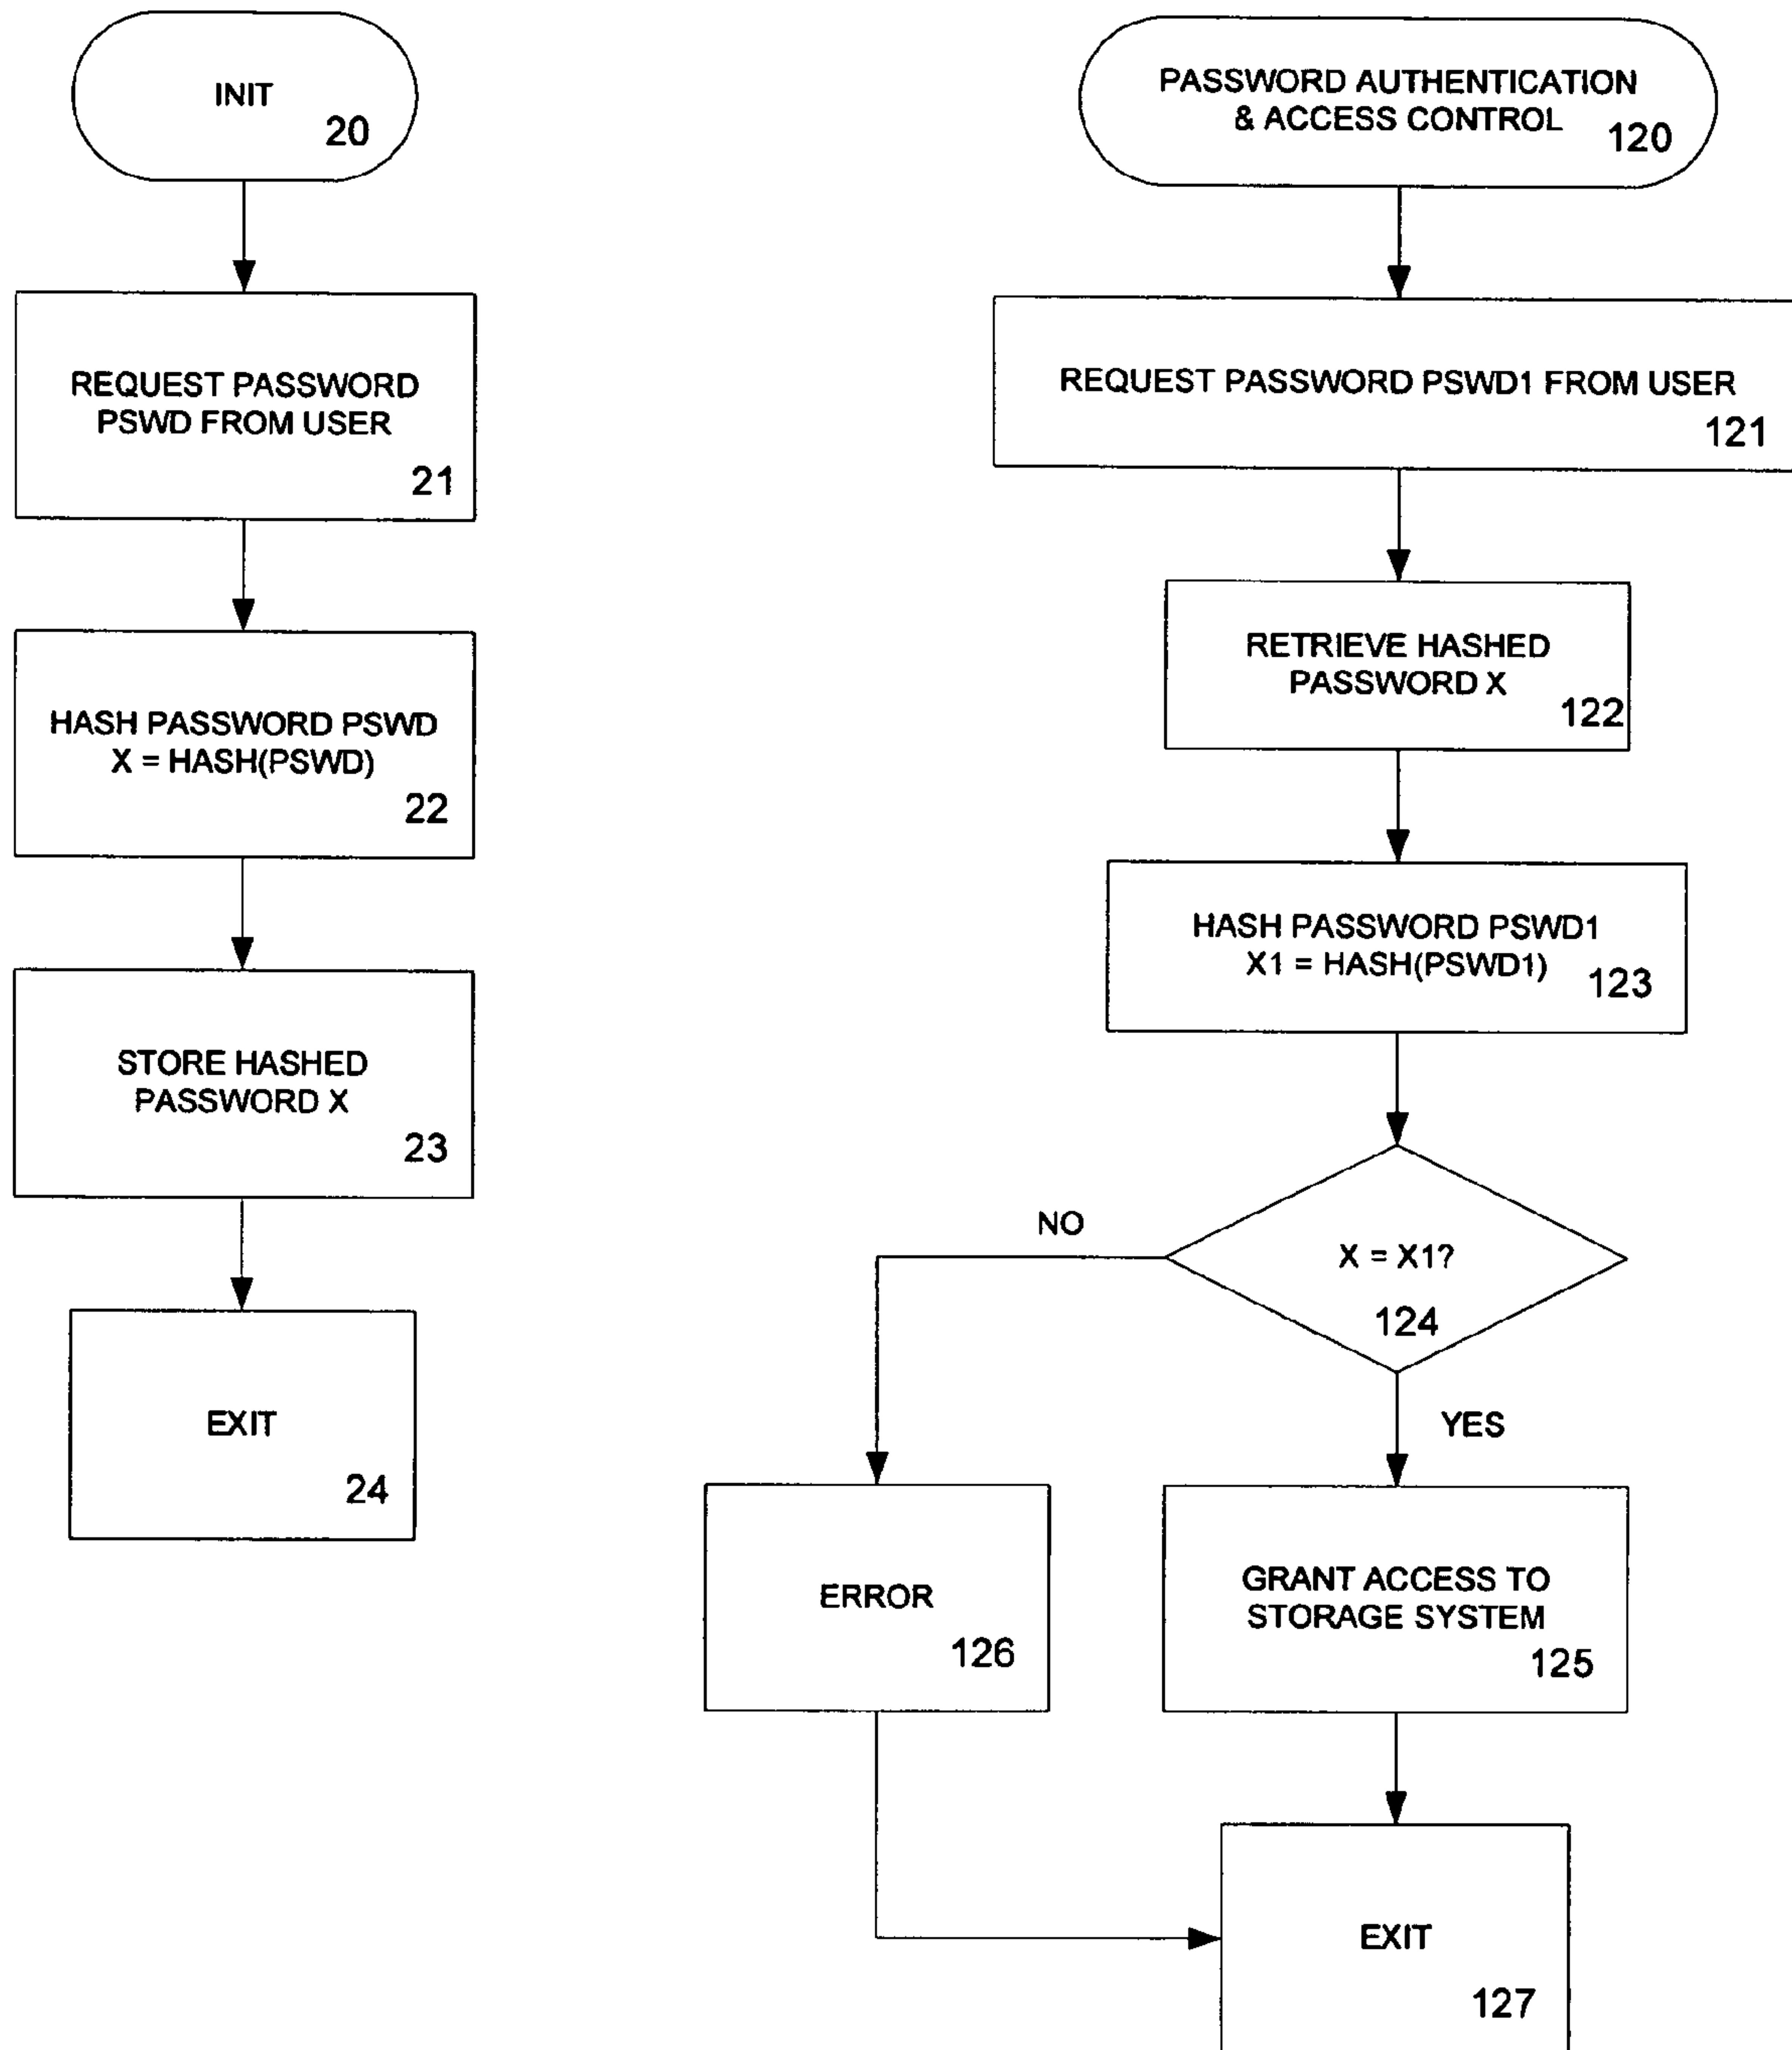 INIT
20
REQUEST PASSWORD
PSWD FROM USER
21
HASH PASSWORD PSWD
X = HASH(PSWD)
22
STORE HASHED
PASSWORD X
23
EXIT
24
PASSWORD AUTHENTICATION
& ACCESS CONTROL
120
REQUEST PASSWORD PSWD1 FROM USER
121
RETRIEVE HASHED
PASSWORD X
122
HASH PASSWORD PSWD1
X1 = HASH(PSWD1)
123
X = X1?
124
NO
YES
ERROR
126
GRANT ACCESS TO
STORAGE SYSTEM
125
EXIT
127